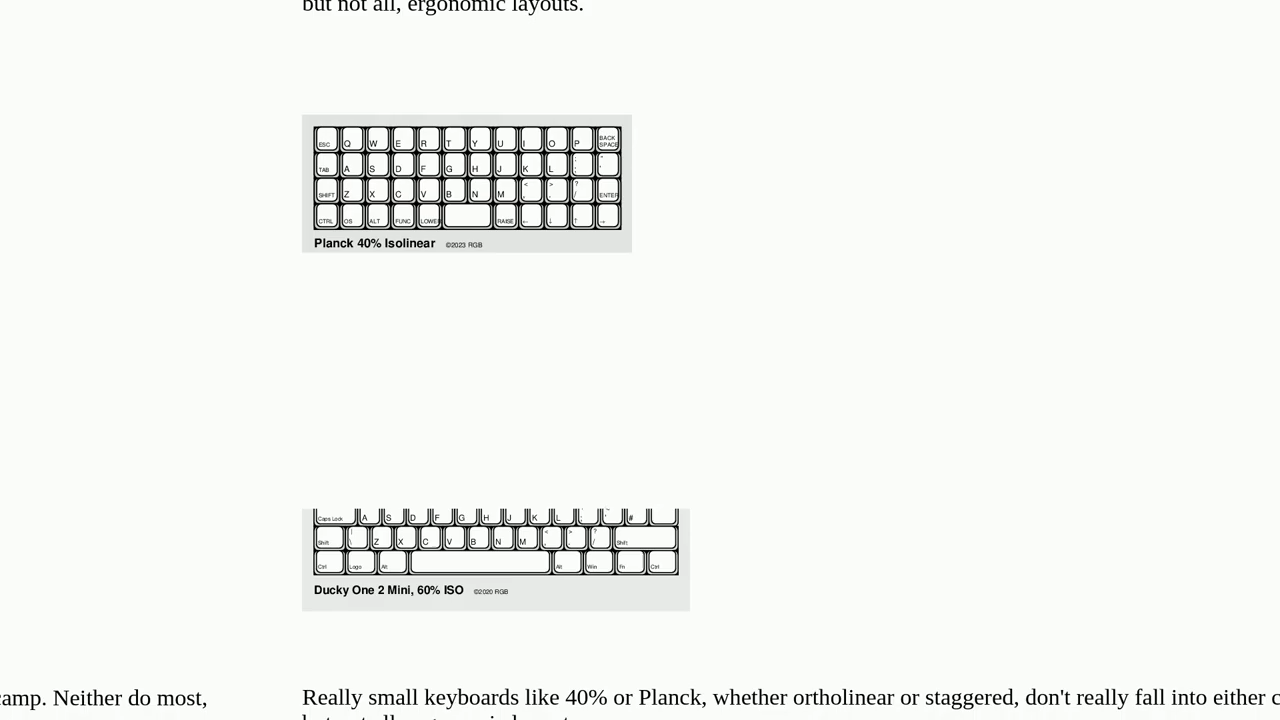 but not all, ergonomic layouts.
ESC Q W E R T Y U I O P BACK SPACE
TAB A S D F G H J K L ; : ' "
SHIFT Z X C V B N M < , > . ? / ENTER
CTRL OS ALT FUNC LOWER RAISE ← ↓ ↑ →
Planck 40% Isolinear ©2023 RGB
Caps Lock A S D F G H J K L #
Shift | \ Z X C V B N M < , > . ? / Shift
Ctrl Logo Alt Alt Win Fn Ctrl
Ducky One 2 Mini, 60% ISO ©2020 RGB
camp. Neither do most,
Really small keyboards like 40% or Planck, whether ortholinear or staggered, don't really fall into either c